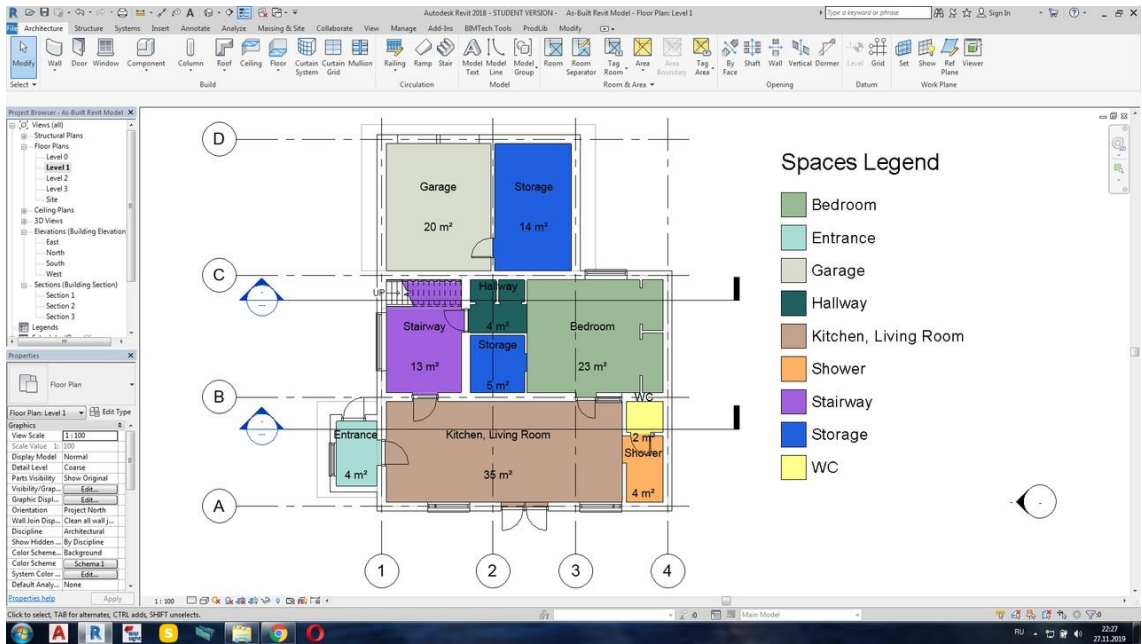 Autodesk Revit 2018 - STUDENT VERSION - As-Built Revit Model - Floor Plan: Level 1
Type a keyword or phrase
Sign In
File Architecture Structure Systems Insert Annotate Analyze Massing & Site Collaborate View Manage Add-Ins BIMTech Tools ProdLib Modify
Modify Wall Door Window Component Column Roof Ceiling Floor Curtain System Curtain Grid Mullion Railing Ramp Stair Model Text Model Line Model Group Room Room Separator Tag Room Area Area Boundary Tag Area By Face Shaft Wall Vertical Dormer Level Grid Set Show Ref Plane Viewer
Select Build Circulation Model Room & Area Opening Datum Work Plane
Project Browser - As-Built Revit Model
Views (all)
Structural Plans
Floor Plans
Level 0
Level 1
Level 2
Level 3
Site
Ceiling Plans
3D Views
Elevations (Building Elevation
East
North
South
West
Sections (Building Section)
Section 1
Section 2
Section 3
Legends
Properties
Floor Plan
Floor Plan: Level 1 Edit Type
Graphics
View Scale 1 : 100
Scale Value 1: 100
Display Model Normal
Detail Level Coarse
Parts Visibility Show Original
Visibility/Grap... Edit...
Graphic Displ... Edit...
Orientation Project North
Wall Join Disp... Clean all wall j...
Discipline Architectural
Show Hidden ... By Discipline
Color Scheme... Background
Color Scheme Schema 1
System Color ... Edit...
Default Analy... None
Properties help Apply
D
Garage
20 m²
Storage
14 m²
C
UP
Hallway
4 m²
Stairway
13 m²
Storage
5 m²
Bedroom
23 m²
B
WC
2 m²
Entrance
4 m²
Kitchen, Living Room
35 m²
Shower
4 m²
A
1 2 3 4
Spaces Legend
Bedroom
Entrance
Garage
Hallway
Kitchen, Living Room
Shower
Stairway
Storage
WC
1 : 100
Click to select, TAB for alternates, CTRL adds, SHIFT unselects.
:0
Main Model
:0
RU
22:27
27.11.2019